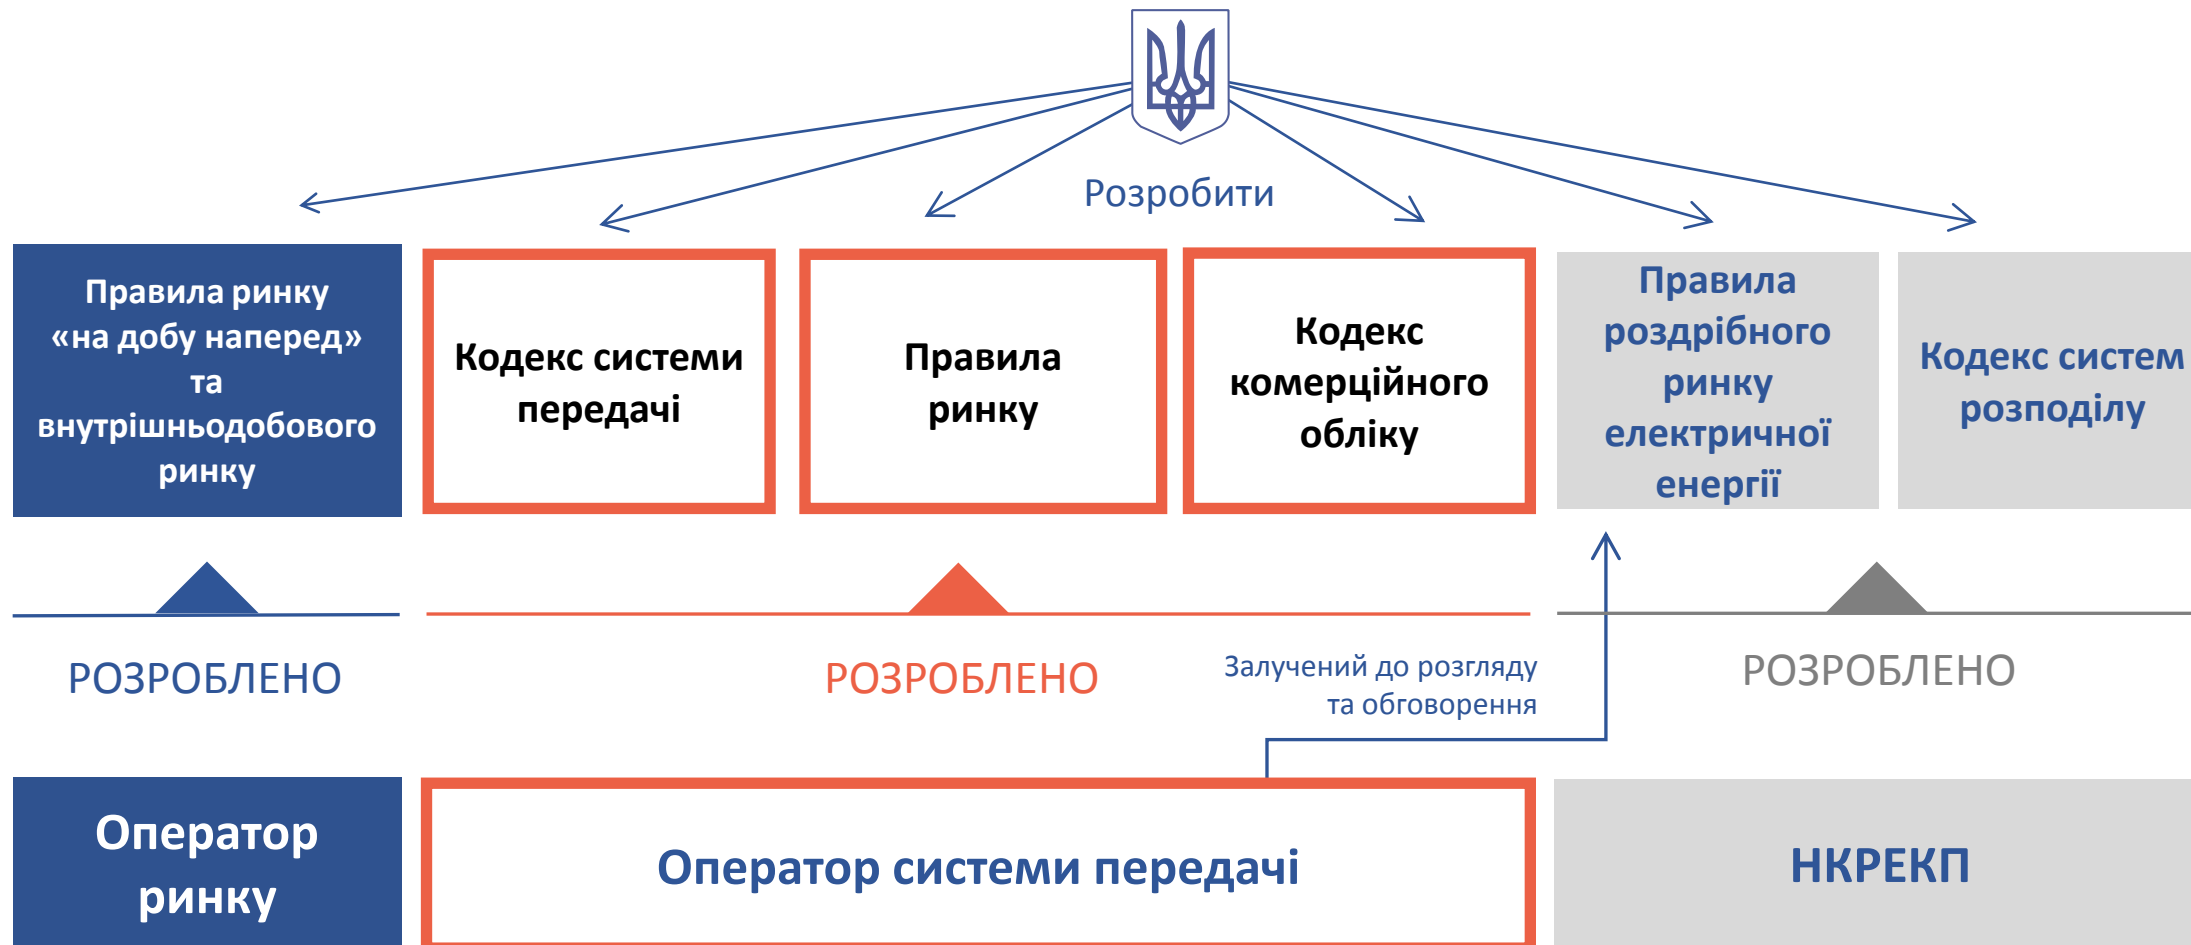 Розробити
Правила ринку
«на добу наперед»
та
внутрішньодобового
ринку
Кодекс системи
передачі
Правила
ринку
Кодекс
комерційного
обліку
Правила
роздрібного
ринку
електричної
енергії
Кодекс систем
розподілу
РОЗРОБЛЕНО
РОЗРОБЛЕНО
Залучений до розгляду
та обговорення
РОЗРОБЛЕНО
Оператор
ринку
Оператор системи передачі
НКРЕКП